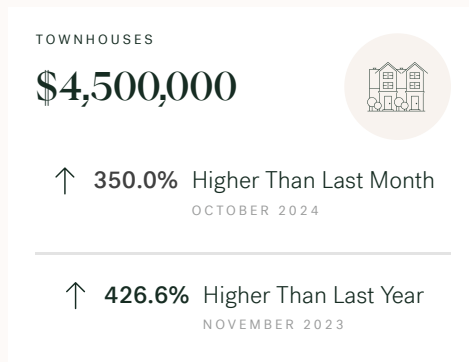 TOWNHOUSES
$4,500,000
350.0% Higher Than Last Month
OCTOBER 2024
426.6% Higher Than Last Year
NOVEMBER 2023